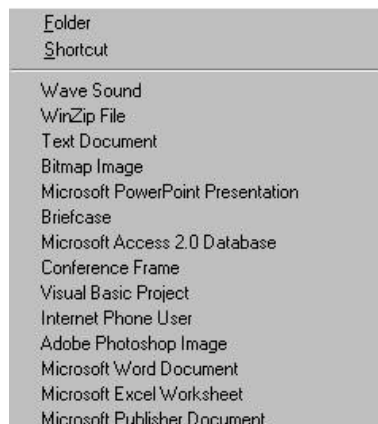 Folder
Shortcut
Wave Sound
WinZip File
Text Document
Bitmap Image
Microsoft PowerPoint Presentation
Briefcase
Microsoft Access 2.0 Database
Conference Frame
Visual Basic Project
Internet Phone User
Adobe Photoshop Image
Microsoft Word Document
Microsoft Excel Worksheet
Microsoft Publisher Document